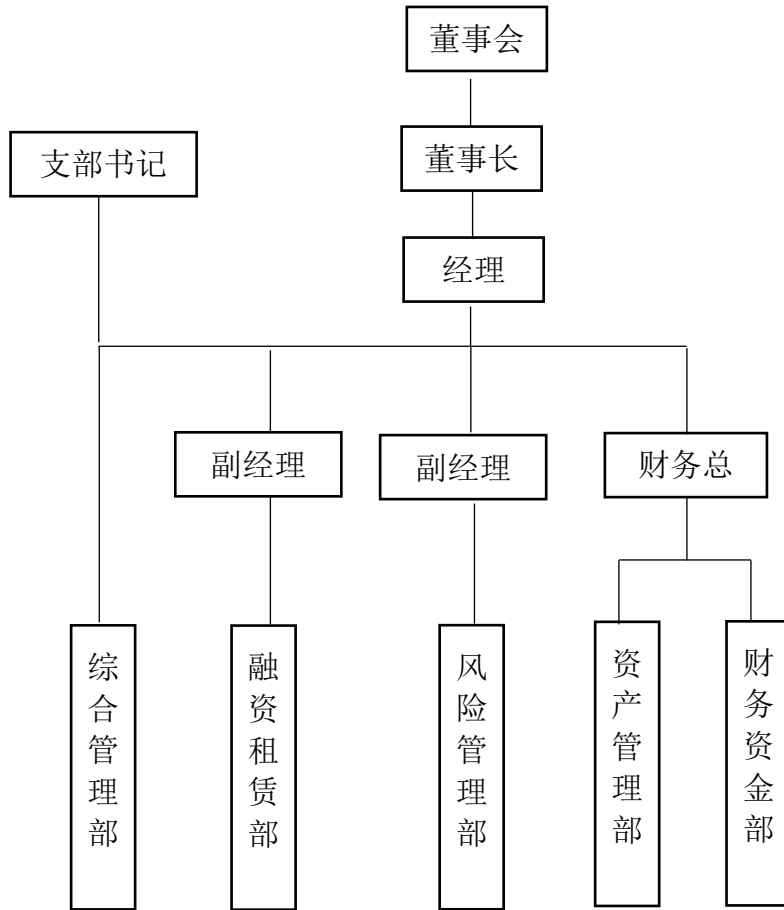 董事会
董事长
支部书记
经理
副经理
副经理
财务总
综合管理部
融资租赁部
风险管理部
资产管理部
财务资金部